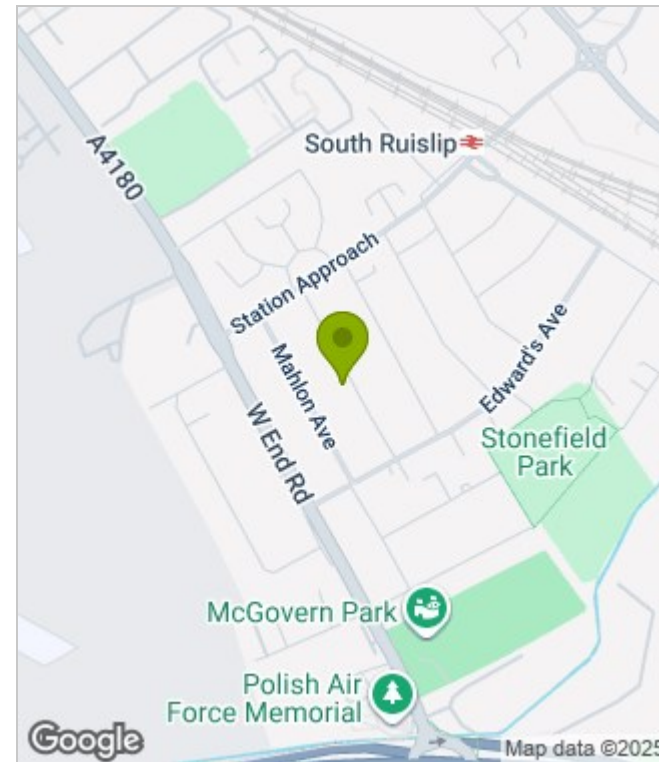 South Ruislip
A4180
Station Approach
Mahlon Ave
Edward's Ave
W End Rd
Stonefield
Park
McGovern Park
Polish Air
Force Memorial
Google
Map data ©2025